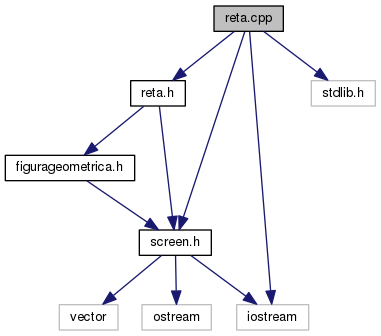 reta.cpp
reta.h
stdlib.h
figurageometrica.h
screen.h
vector
ostream
iostream